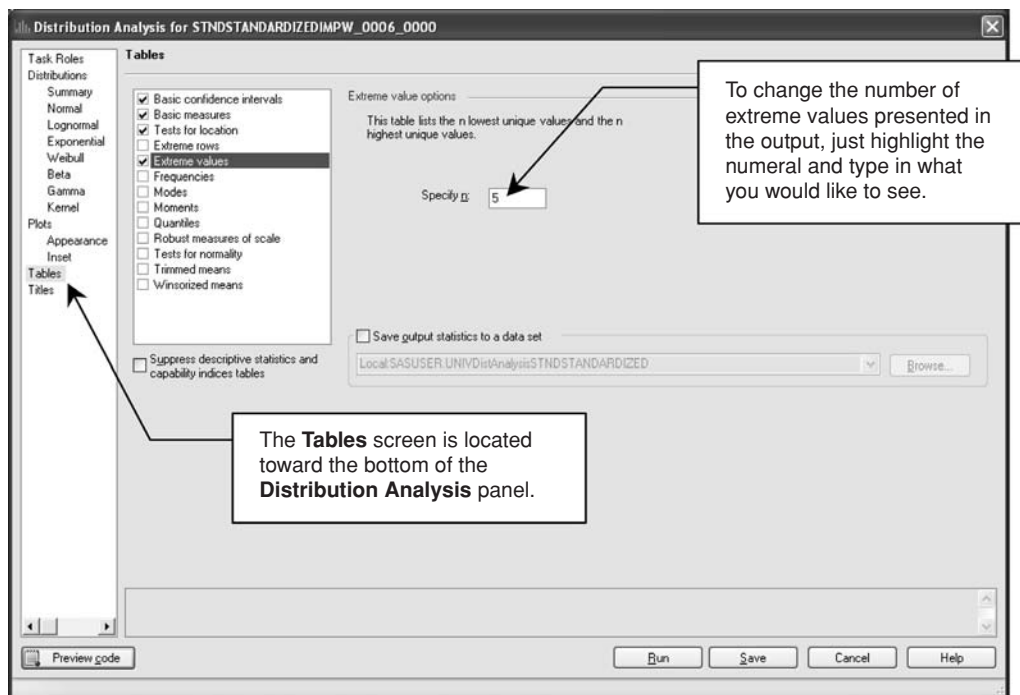 Distribution Analysis for STNDSTANDARDIZEDIMPW_0006_0000
Task Roles
Distributions
Summary
Normal
Lognormal
Exponential
Weibull
Beta
Gamma
Kernel
Plots
Appearance
Inset
Tables
Titles
Tables
Basic confidence intervals
Basic measures
Tests for location
Extreme rows
Extreme values
Frequencies
Modes
Moments
Quantiles
Robust measures of scale
Tests for normality
Trimmed means
Winsorized means
Suppress descriptive statistics and
capability indices tables
Extreme value options
This table lists the n lowest unique values and the n
highest unique values.
Specify n: 5
To change the number of
extreme values presented in
the output, just highlight the
numeral and type in what
you would like to see.
Save output statistics to a data set
Local:SASUSER.UNIVDistAnalysisSTNDSTANDARDIZED
Browse...
The Tables screen is located
toward the bottom of the
Distribution Analysis panel.
Preview code
Run
Save
Cancel
Help